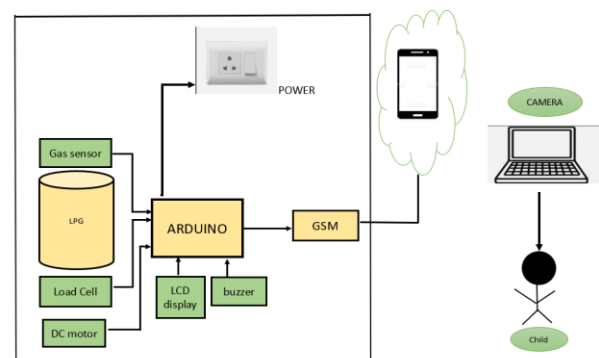 POWER
CAMERA
Gas sensor
LPG
ARDUINO
GSM
Load Cell
LCD
display
buzzer
DC motor
Child